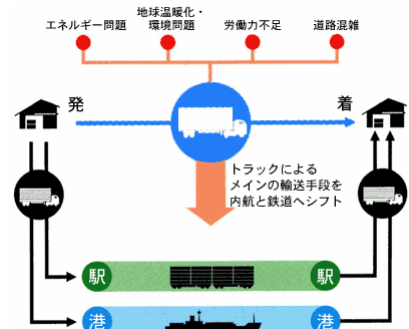 エネルギー問題
地球温暖化・
環境問題
労働力不足
道路混雑
発
着
トラックによる
メインの輸送手段を
内航と鉄道へシフト
駅
駅
港
港